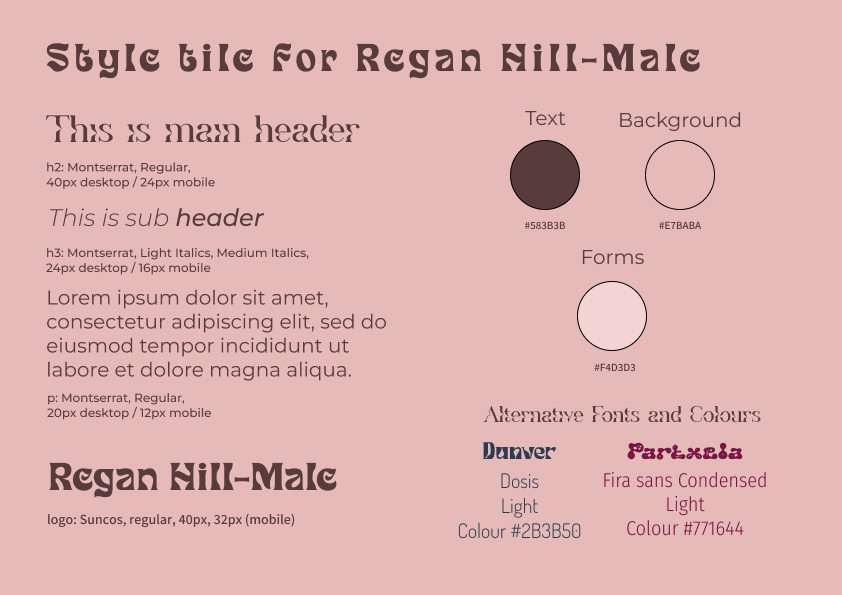 Style tile for Regan Hill-Male
This is main header
h2: Montserrat, Regular,
40px desktop / 24px mobile
This is sub header
h3: Montserrat, Light Italics, Medium Italics,
24px desktop / 16px mobile
Lorem ipsum dolor sit amet,
consectetur adipiscing elit, sed do
eiusmod tempor incididunt ut
labore et dolore magna aliqua.
p: Montserrat, Regular,
20px desktop / 12px mobile
Regan Hill-Male
logo: Suncos, regular, 40px, 32px (mobile)
Text
#583B3B
Background
#E7BABA
Forms
#F4D3D3
Alternative Fonts and Colours
Dunver
Dosis
Light
Colour #2B3B50
Partxela
Fira sans Condensed
Light
Colour #771644